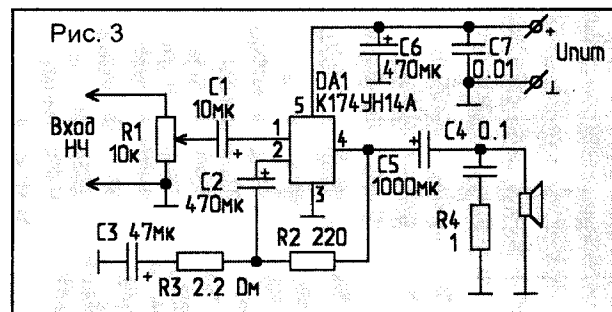 Рис. 3
C1
10мк
Вход
НЧ
R1
10к
C2
470мк
C3 47мк
R3 2.2 Ом
R2 220
5
1
2
3
4
DA1
К174УН14А
C6
470мк
C7
0.01
+
⊥
Uпит
C5
1000мк
C4 0.1
R4
1